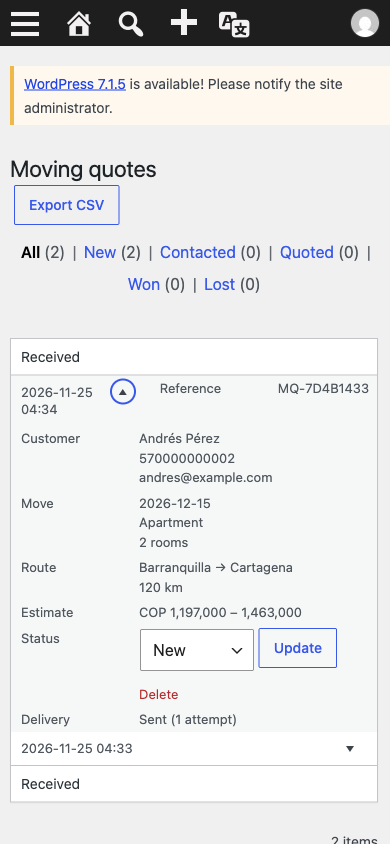 WordPress 7.1.5 is available! Please notify the site
administrator.
Moving quotes
Export CSV
All (2) | New (2) | Contacted (0) | Quoted (0) |
Won (0) | Lost (0)
Received
2026-11-25
04:34
Reference MQ-7D4B1433
Customer Andrés Pérez
570000000002
andres@example.com
Move 2026-12-15
Apartment
2 rooms
Route Barranquilla → Cartagena
120 km
Estimate COP 1,197,000 – 1,463,000
Status New Update
Delete
Delivery Sent (1 attempt)
2026-11-25 04:33
Received
2 items